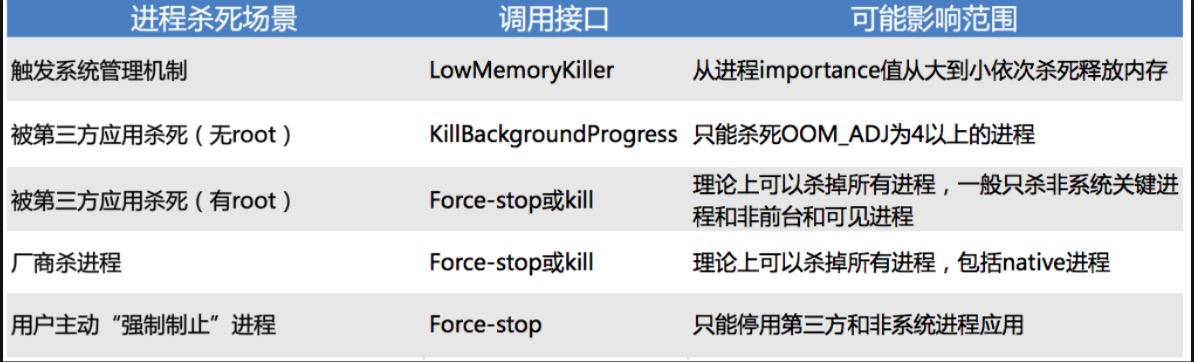 进程杀死场景 调用接口 可能影响范围
触发系统管理机制 LowMemoryKiller 从进程importance值从大到小依次杀死释放内存
被第三方应用杀死（无root） KillBackgroundProgress 只能杀死OOM_ADJ为4以上的进程
被第三方应用杀死（有root） Force-stop或kill 理论上可以杀掉所有进程，一般只杀非系统关键进
程和非前台和可见进程
厂商杀进程 Force-stop或kill 理论上可以杀掉所有进程，包括native进程
用户主动“强制制止”进程 Force-stop 只能停用第三方和非系统进程应用